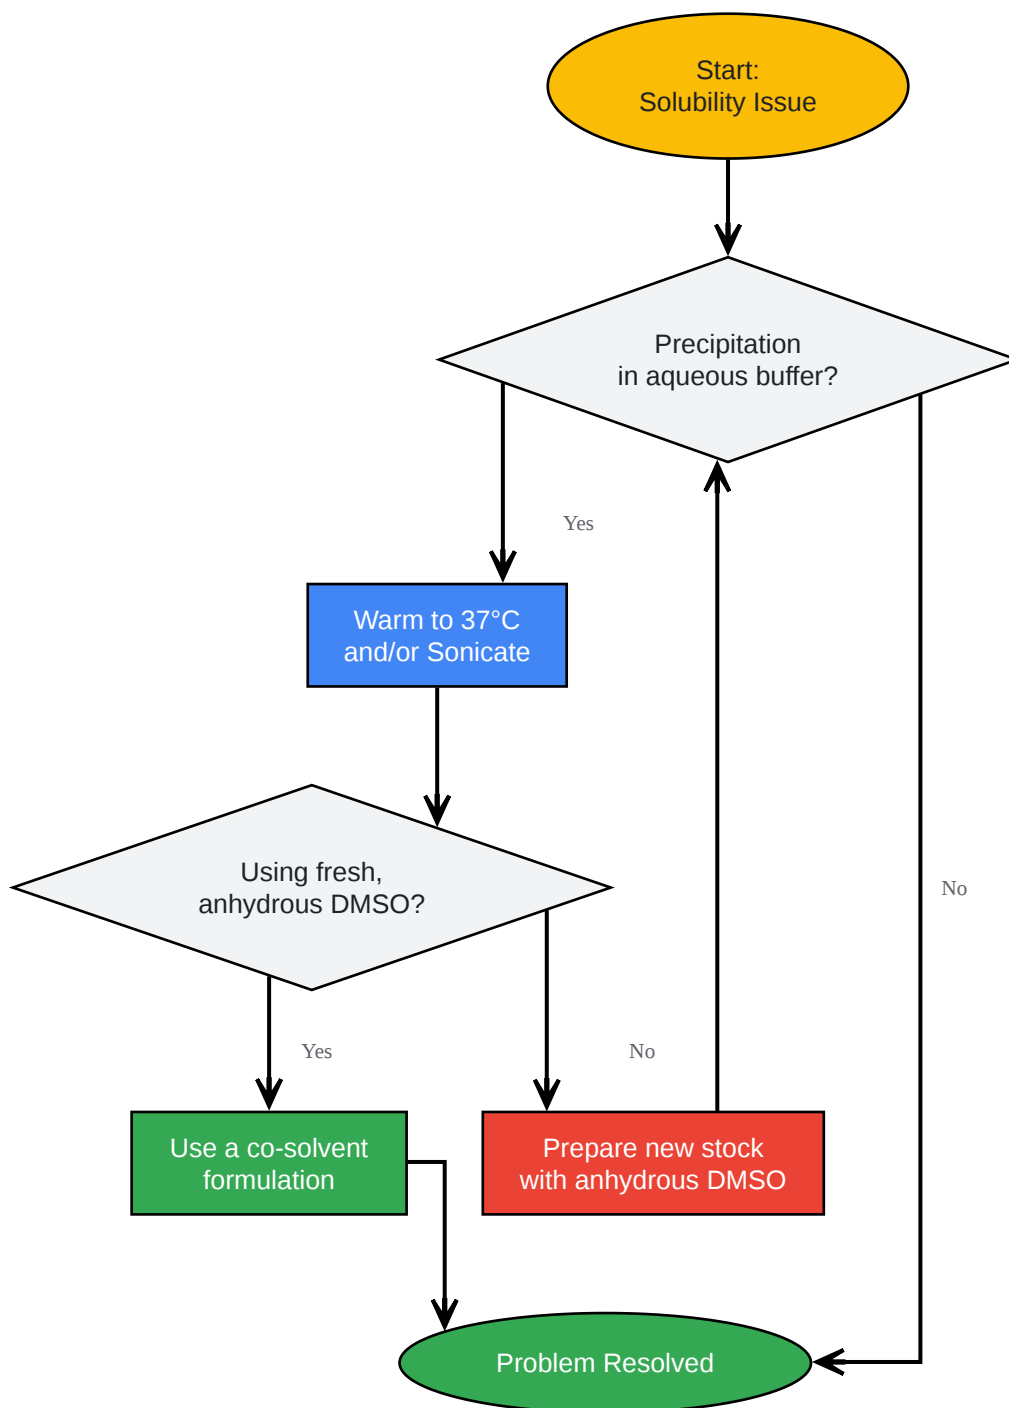 Start:
Solubility Issue
Precipitation
in aqueous buffer?
Yes
Warm to 37°C
and/or Sonicate
Using fresh,
anhydrous DMSO?
No
Yes
No
Use a co-solvent
formulation
Prepare new stock
with anhydrous DMSO
Problem Resolved